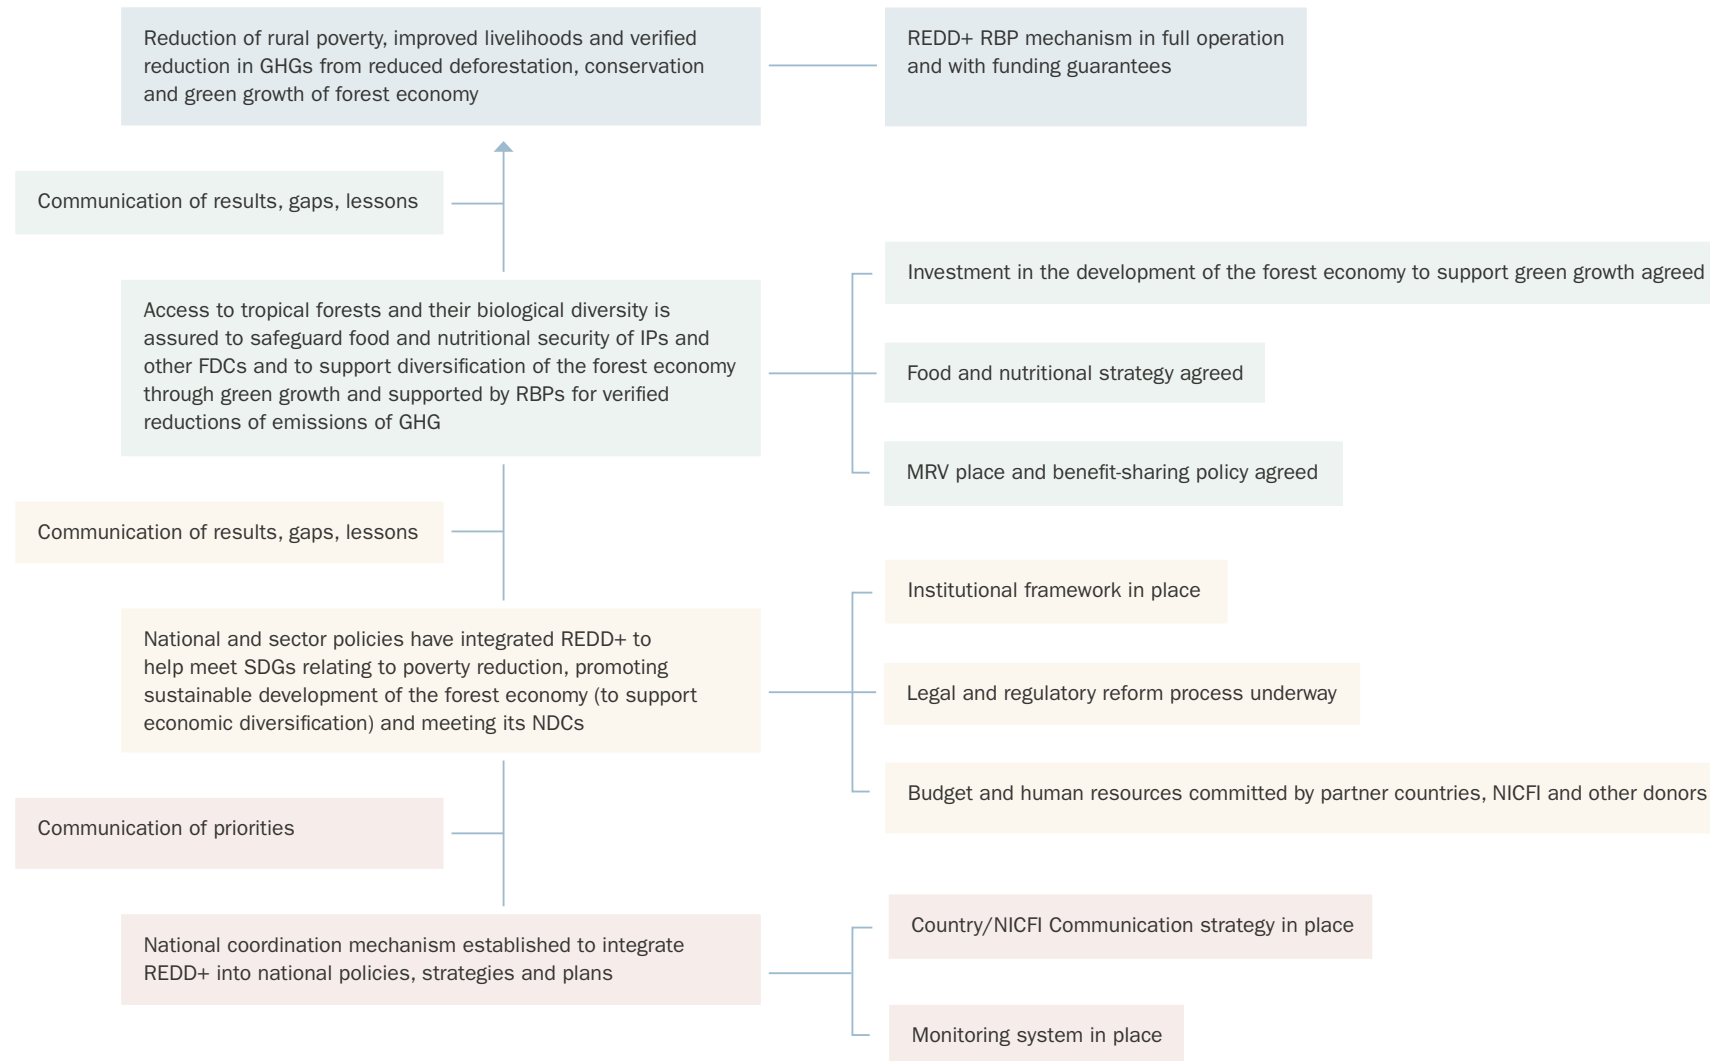 Reduction of rural poverty, improved livelihoods and verified
reduction in GHGs from reduced deforestation, conservation
and green growth of forest economy
REDD+ RBP mechanism in full operation
and with funding guarantees
Communication of results, gaps, lessons
Access to tropical forests and their biological diversity is
assured to safeguard food and nutritional security of IPs and
other FDCs and to support diversification of the forest economy
through green growth and supported by RBPs for verified
reductions of emissions of GHG
Investment in the development of the forest economy to support green growth agreed
Food and nutritional strategy agreed
MRV place and benefit-sharing policy agreed
Communication of results, gaps, lessons
National and sector policies have integrated REDD+ to
help meet SDGs relating to poverty reduction, promoting
sustainable development of the forest economy (to support
economic diversification) and meeting its NDCs
Institutional framework in place
Legal and regulatory reform process underway
Budget and human resources committed by partner countries, NICFI and other donors
Communication of priorities
National coordination mechanism established to integrate
REDD+ into national policies, strategies and plans
Country/NICFI Communication strategy in place
Monitoring system in place